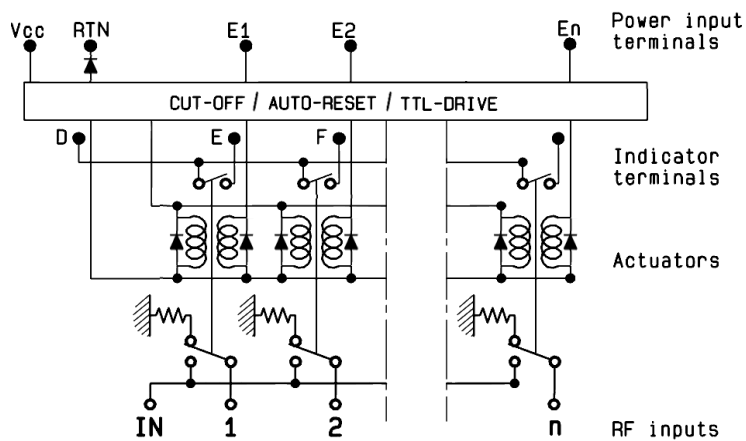 Vcc RTN E1 E2 En Power input
terminals
CUT-OFF / AUTO-RESET / TTL-DRIVE
D E F Indicator
terminals
Actuators
IN 1 2 n RF inputs